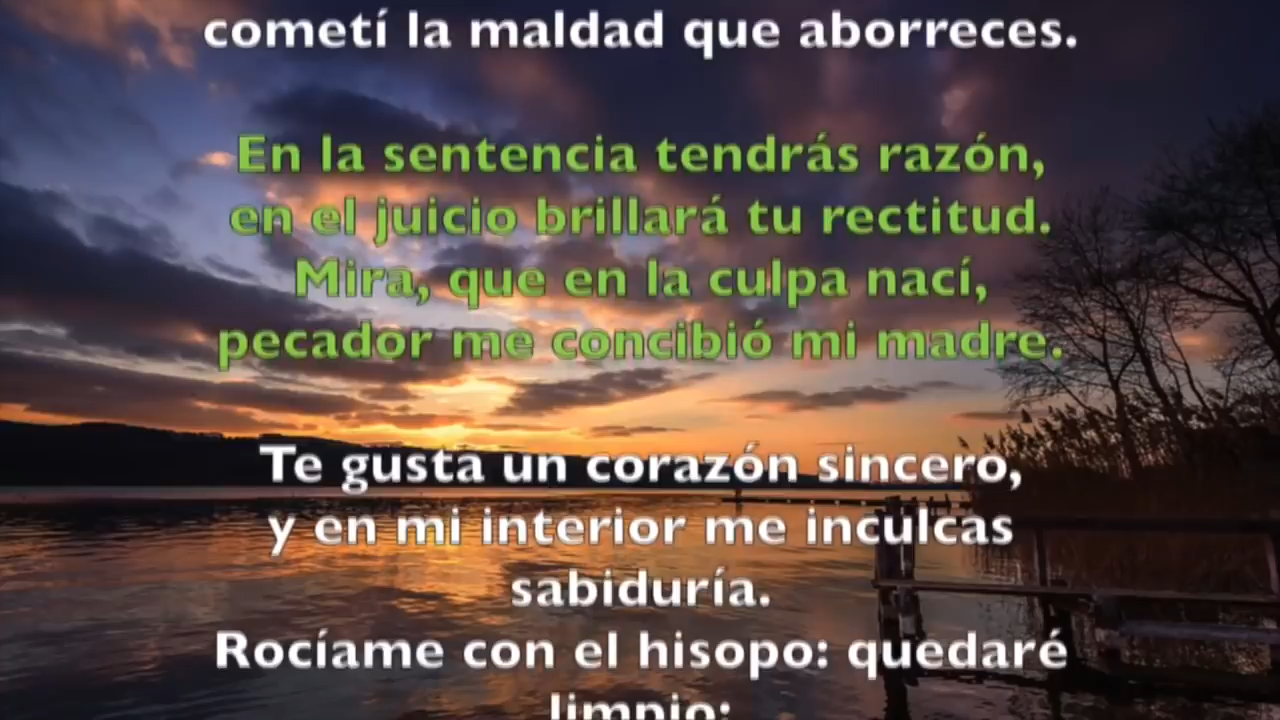 cometí la maldad que aborreces.
En la sentencia tendrás razón,
en el juicio brillará tu rectitud.
Mira, que en la culpa nací,
pecador me concibió mi madre.
Te gusta un corazón sincero,
y en mi interior me inculcas
sabiduría.
Rocíame con el hisopo: quedaré
limpio;